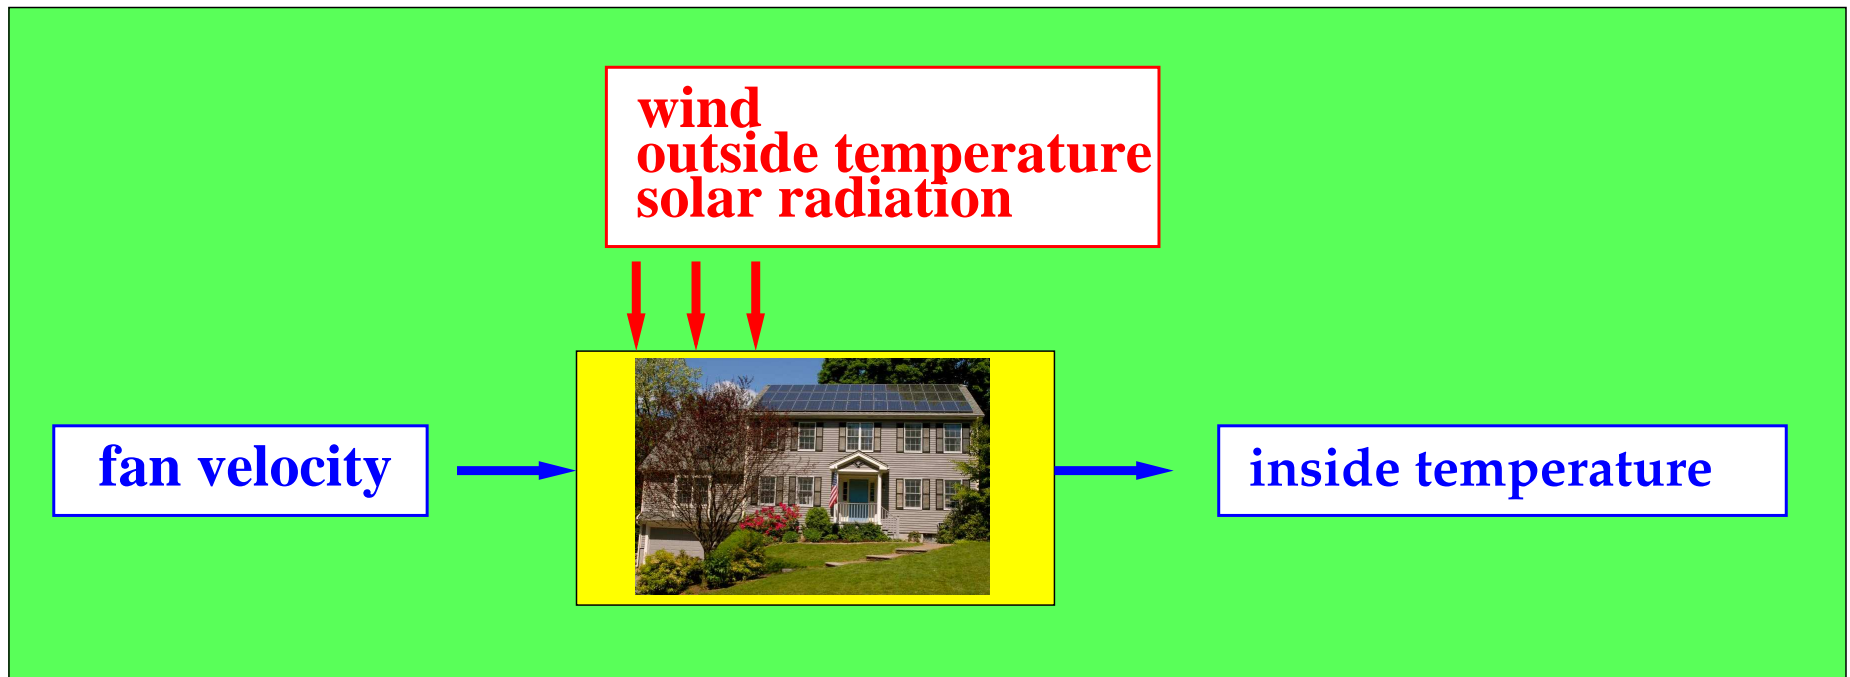 wind
outside temperature
solar radiation
fan velocity
inside temperature